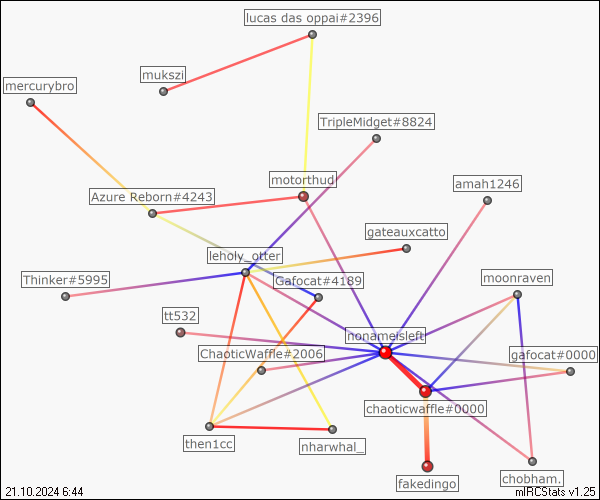 lucas das oppai#2396
mukszi
mercurybro
TripleMidget#8824
motorthud
amah1246
Azure Reborn#4243
gateauxcatto
leholy_otter
Thinker#5995
Gafocat#4189
moonraven
tt532
nonameisleft
ChaoticWaffle#2006
gafocat#0000
chaoticwaffle#0000
then1cc
nharwhal_
chobham.
fakedingo
21.10.2024 6:44
mIRCStats v1.25